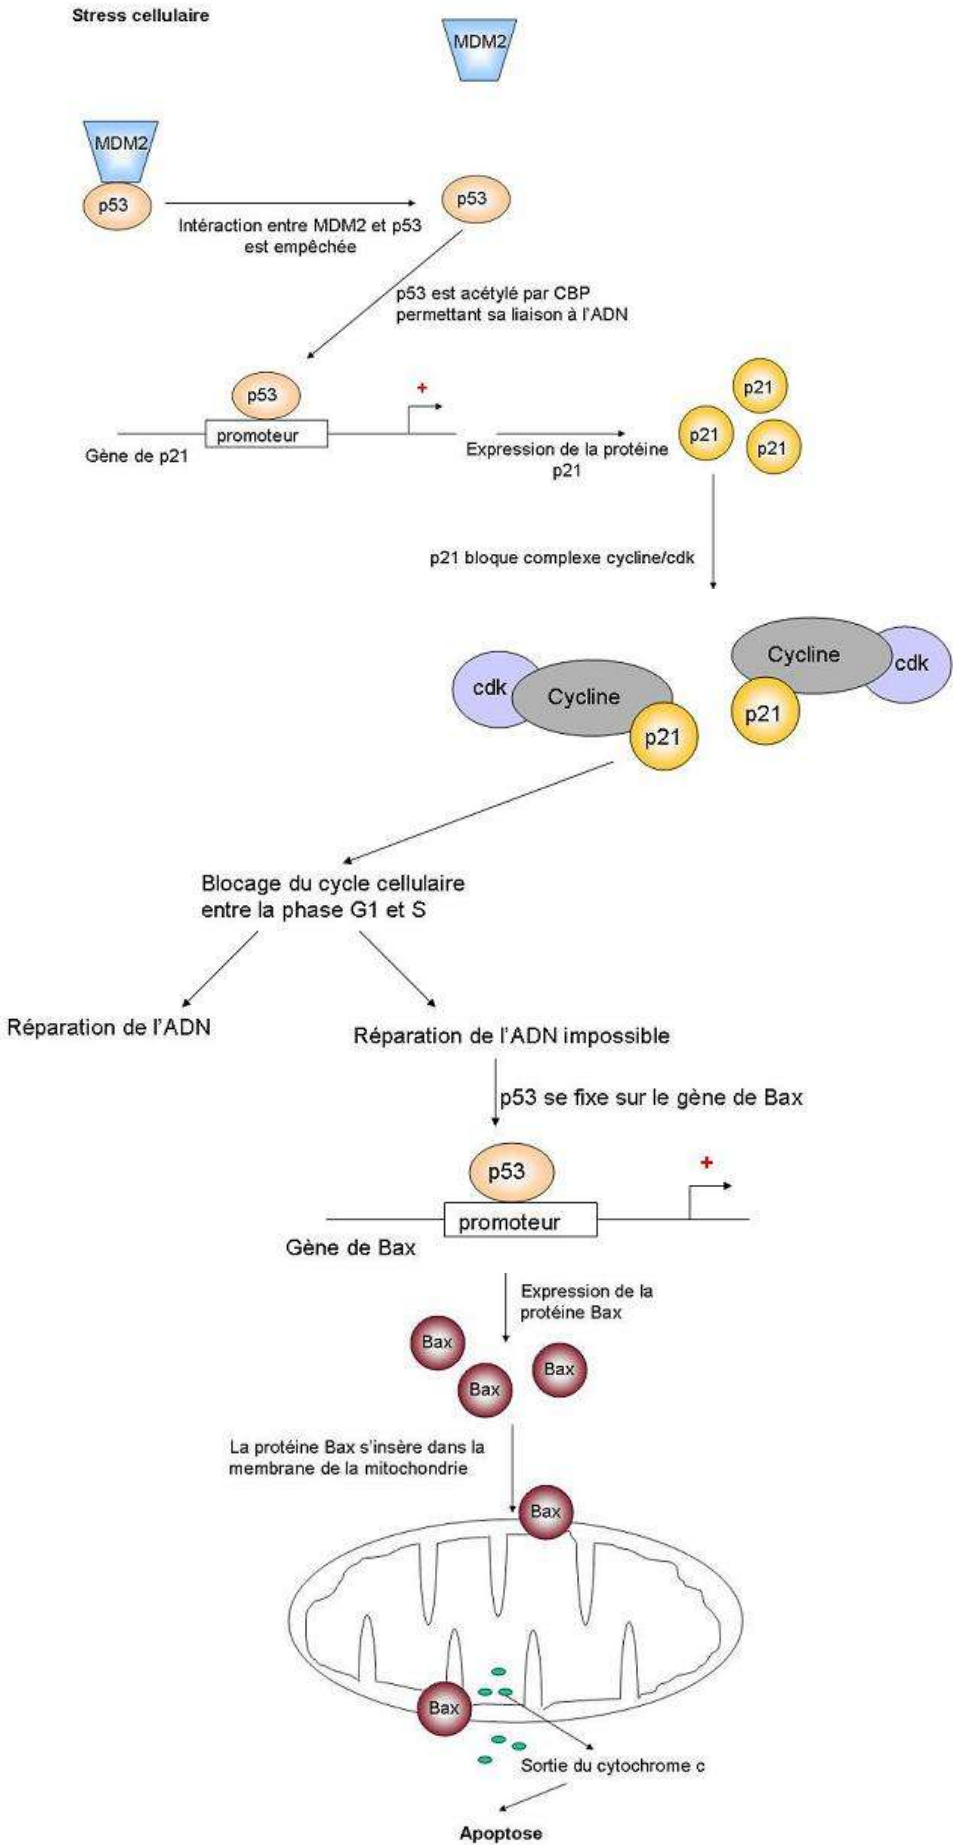 Stress cellulaire
MDM2
MDM2
p53
p53
Intéraction entre MDM2 et p53
est empêchée
p53 est acétylé par CBP
permettant sa liaison à l'ADN
p53
+
promoteur
Gène de p21
Expression de la protéine
p21
p21
p21
p21
p21 bloque complexe cycline/cdk
Cycline
cdk
p21
cdk
Cycline
p21
Blocage du cycle cellulaire
entre la phase G1 et S
Réparation de l'ADN
Réparation de l'ADN impossible
p53 se fixe sur le gène de Bax
p53
+
promoteur
Gène de Bax
Expression de la
protéine Bax
Bax
Bax
Bax
La protéine Bax s'insère dans la
membrane de la mitochondrie
Bax
Bax
Sortie du cytochrome c
Apoptose